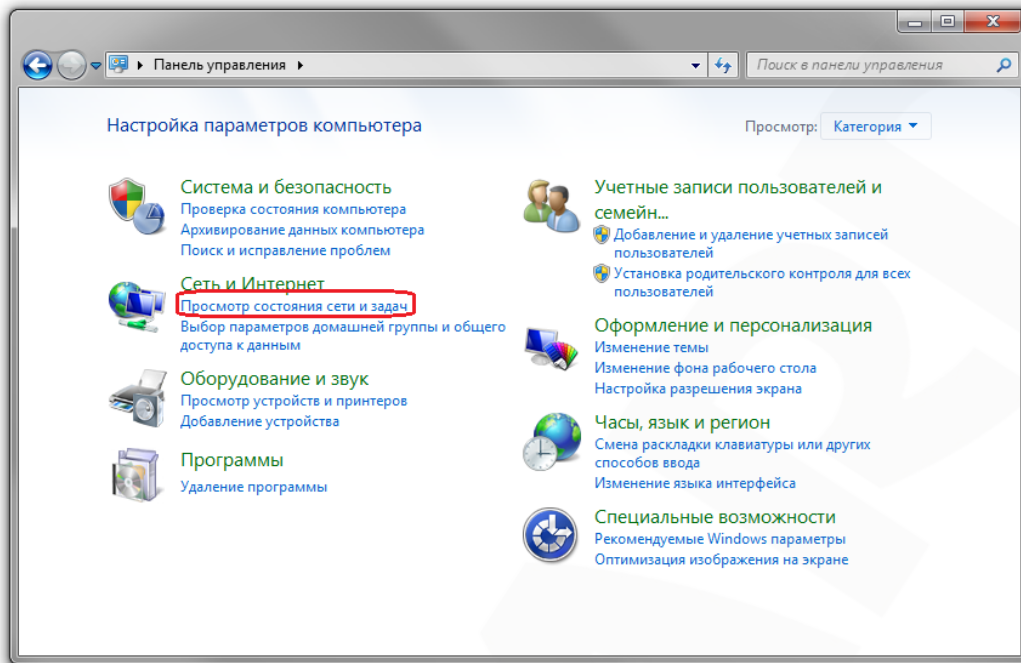 Панель управления
Поиск в панели управления
Настройка параметров компьютера
Просмотр: Категория
Система и безопасность
Проверка состояния компьютера
Архивирование данных компьютера
Поиск и исправление проблем
Сеть и Интернет
Просмотр состояния сети и задач
Выбор параметров домашней группы и общего
доступа к данным
Оборудование и звук
Просмотр устройств и принтеров
Добавление устройства
Программы
Удаление программы
Учетные записи пользователей и
семейн...
Добавление и удаление учетных записей
пользователей
Установка родительского контроля для всех
пользователей
Оформление и персонализация
Изменение темы
Изменение фона рабочего стола
Настройка разрешения экрана
Часы, язык и регион
Смена раскладки клавиатуры или других
способов ввода
Изменение языка интерфейса
Специальные возможности
Рекомендуемые Windows параметры
Оптимизация изображения на экране